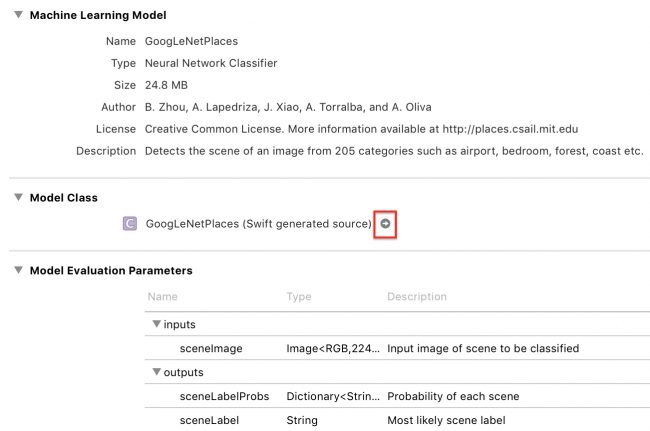 Machine Learning Model
Name GoogLeNetPlaces
Type Neural Network Classifier
Size 24.8 MB
Author B. Zhou, A. Lapedriza, J. Xiao, A. Torralba, and A. Oliva
License Creative Common License. More information available at http://places.csail.mit.edu
Description Detects the scene of an image from 205 categories such as airport, bedroom, forest, coast etc.
Model Class
C GoogLeNetPlaces (Swift generated source)
Model Evaluation Parameters
Name Type Description
inputs
sceneImage Image<RGB,224... Input image of scene to be classified
outputs
sceneLabelProbs Dictionary<Strin... Probability of each scene
sceneLabel String Most likely scene label